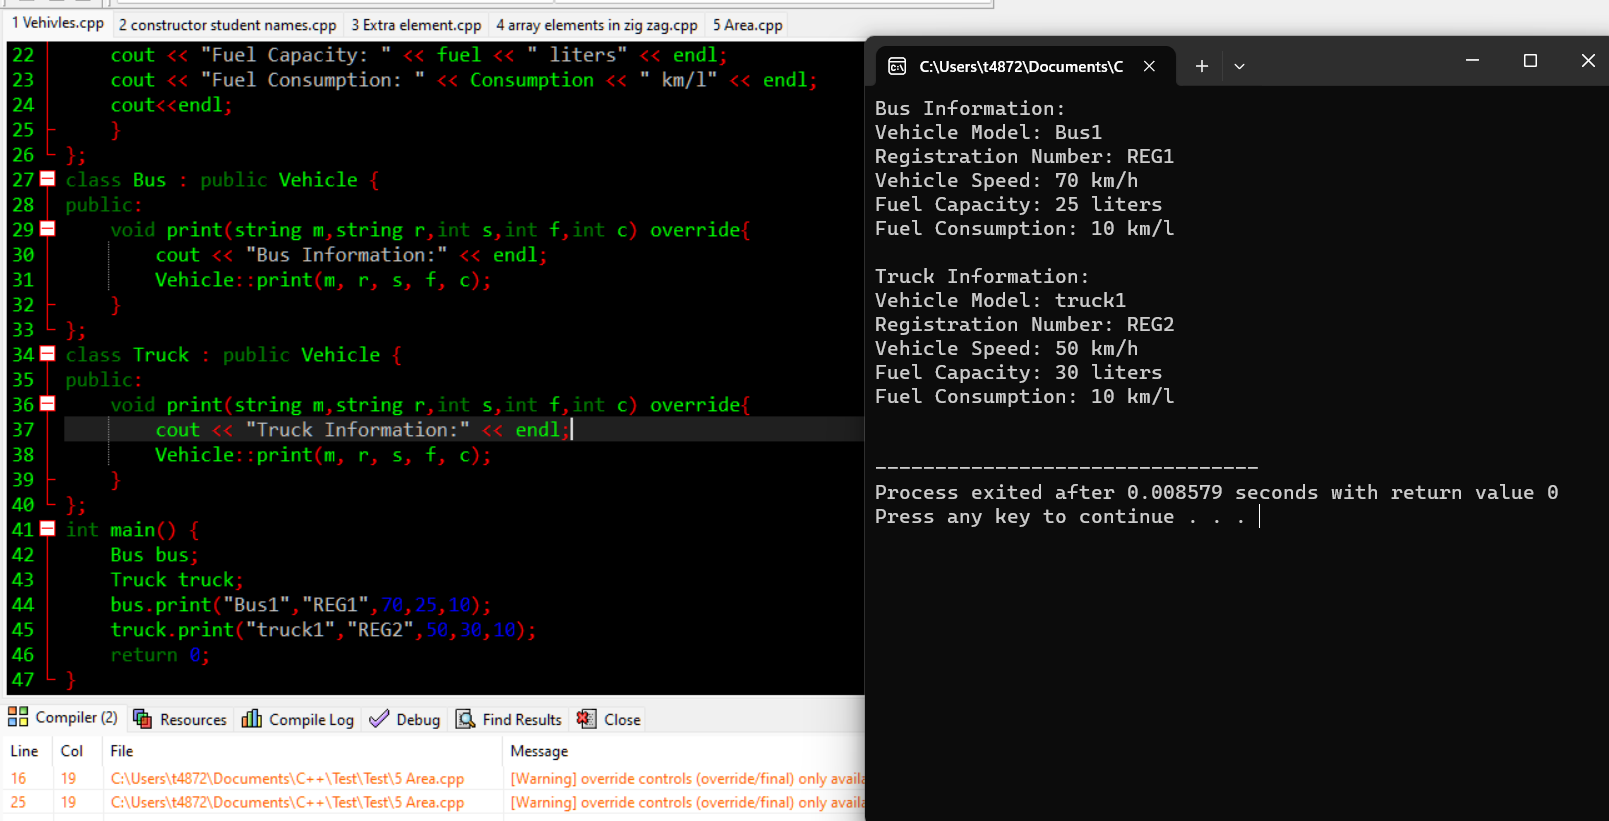 1 Vehivles.cpp 2 constructor student names.cpp 3 Extra element.cpp 4 array elements in zig zag.cpp 5 Area.cpp
22 cout << "Fuel Capacity: " << fuel << " liters" << endl;
23 cout << "Fuel Consumption: " << Consumption << " km/l" << endl;
24 cout<<endl;
25 }
26 };
27 class Bus : public Vehicle {
28 public:
29 void print(string m,string r,int s,int f,int c) override{
30 cout << "Bus Information:" << endl;
31 Vehicle::print(m, r, s, f, c);
32 }
33 };
34 class Truck : public Vehicle {
35 public:
36 void print(string m,string r,int s,int f,int c) override{
37 cout << "Truck Information:" << endl;
38 Vehicle::print(m, r, s, f, c);
39 }
40 };
41 int main() {
42 Bus bus;
43 Truck truck;
44 bus.print("Bus1","REG1",70,25,10);
45 truck.print("truck1","REG2",50,30,10);
46 return 0;
47 }
Compiler (2) Resources Compile Log Debug Find Results Close
Line Col File Message
16 19 C:\Users\t4872\Documents\C++\Test\Test\5 Area.cpp [Warning] override controls (override/final) only availa
25 19 C:\Users\t4872\Documents\C++\Test\Test\5 Area.cpp [Warning] override controls (override/final) only availa
C:\Users\t4872\Documents\C
Bus Information:
Vehicle Model: Bus1
Registration Number: REG1
Vehicle Speed: 70 km/h
Fuel Capacity: 25 liters
Fuel Consumption: 10 km/l
Truck Information:
Vehicle Model: truck1
Registration Number: REG2
Vehicle Speed: 50 km/h
Fuel Capacity: 30 liters
Fuel Consumption: 10 km/l
--------------------------------
Process exited after 0.008579 seconds with return value 0
Press any key to continue . . .